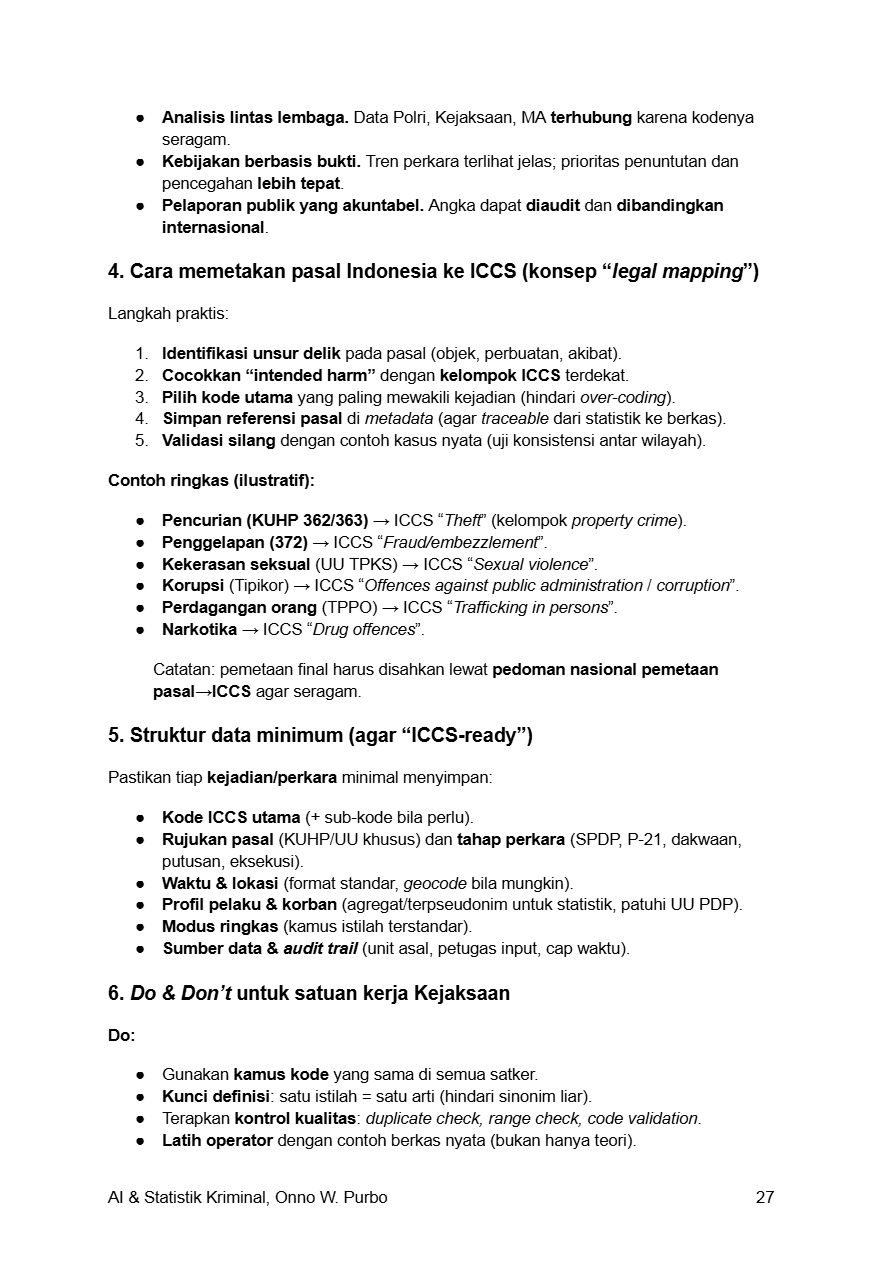 ● Analisis lintas lembaga. Data Polri, Kejaksaan, MA terhubung karena kodenya
seragam.
● Kebijakan berbasis bukti. Tren perkara terlihat jelas; prioritas penuntutan dan
pencegahan lebih tepat.
● Pelaporan publik yang akuntabel. Angka dapat diaudit dan dibandingkan
internasional.
4. Cara memetakan pasal Indonesia ke ICCS (konsep “legal mapping”)
Langkah praktis:
1. Identifikasi unsur delik pada pasal (objek, perbuatan, akibat).
2. Cocokkan “intended harm” dengan kelompok ICCS terdekat.
3. Pilih kode utama yang paling mewakili kejadian (hindari over-coding).
4. Simpan referensi pasal di metadata (agar traceable dari statistik ke berkas).
5. Validasi silang dengan contoh kasus nyata (uji konsistensi antar wilayah).
Contoh ringkas (ilustratif):
● Pencurian (KUHP 362/363) → ICCS “Theft” (kelompok property crime).
● Penggelapan (372) → ICCS “Fraud/embezzlement”.
● Kekerasan seksual (UU TPKS) → ICCS “Sexual violence”.
● Korupsi (Tipikor) → ICCS “Offences against public administration / corruption”.
● Perdagangan orang (TPPO) → ICCS “Trafficking in persons”.
● Narkotika → ICCS “Drug offences”.
Catatan: pemetaan final harus disahkan lewat pedoman nasional pemetaan
pasal→ICCS agar seragam.
5. Struktur data minimum (agar “ICCS-ready”)
Pastikan tiap kejadian/perkara minimal menyimpan:
● Kode ICCS utama (+ sub-kode bila perlu).
● Rujukan pasal (KUHP/UU khusus) dan tahap perkara (SPDP, P-21, dakwaan,
putusan, eksekusi).
● Waktu & lokasi (format standar, geocode bila mungkin).
● Profil pelaku & korban (agregat/terpseudonim untuk statistik, patuhi UU PDP).
● Modus ringkas (kamus istilah terstandar).
● Sumber data & audit trail (unit asal, petugas input, cap waktu).
6. Do & Don’t untuk satuan kerja Kejaksaan
Do:
● Gunakan kamus kode yang sama di semua satker.
● Kunci definisi: satu istilah = satu arti (hindari sinonim liar).
● Terapkan kontrol kualitas: duplicate check, range check, code validation.
● Latih operator dengan contoh berkas nyata (bukan hanya teori).
AI & Statistik Kriminal, Onno W. Purbo 27